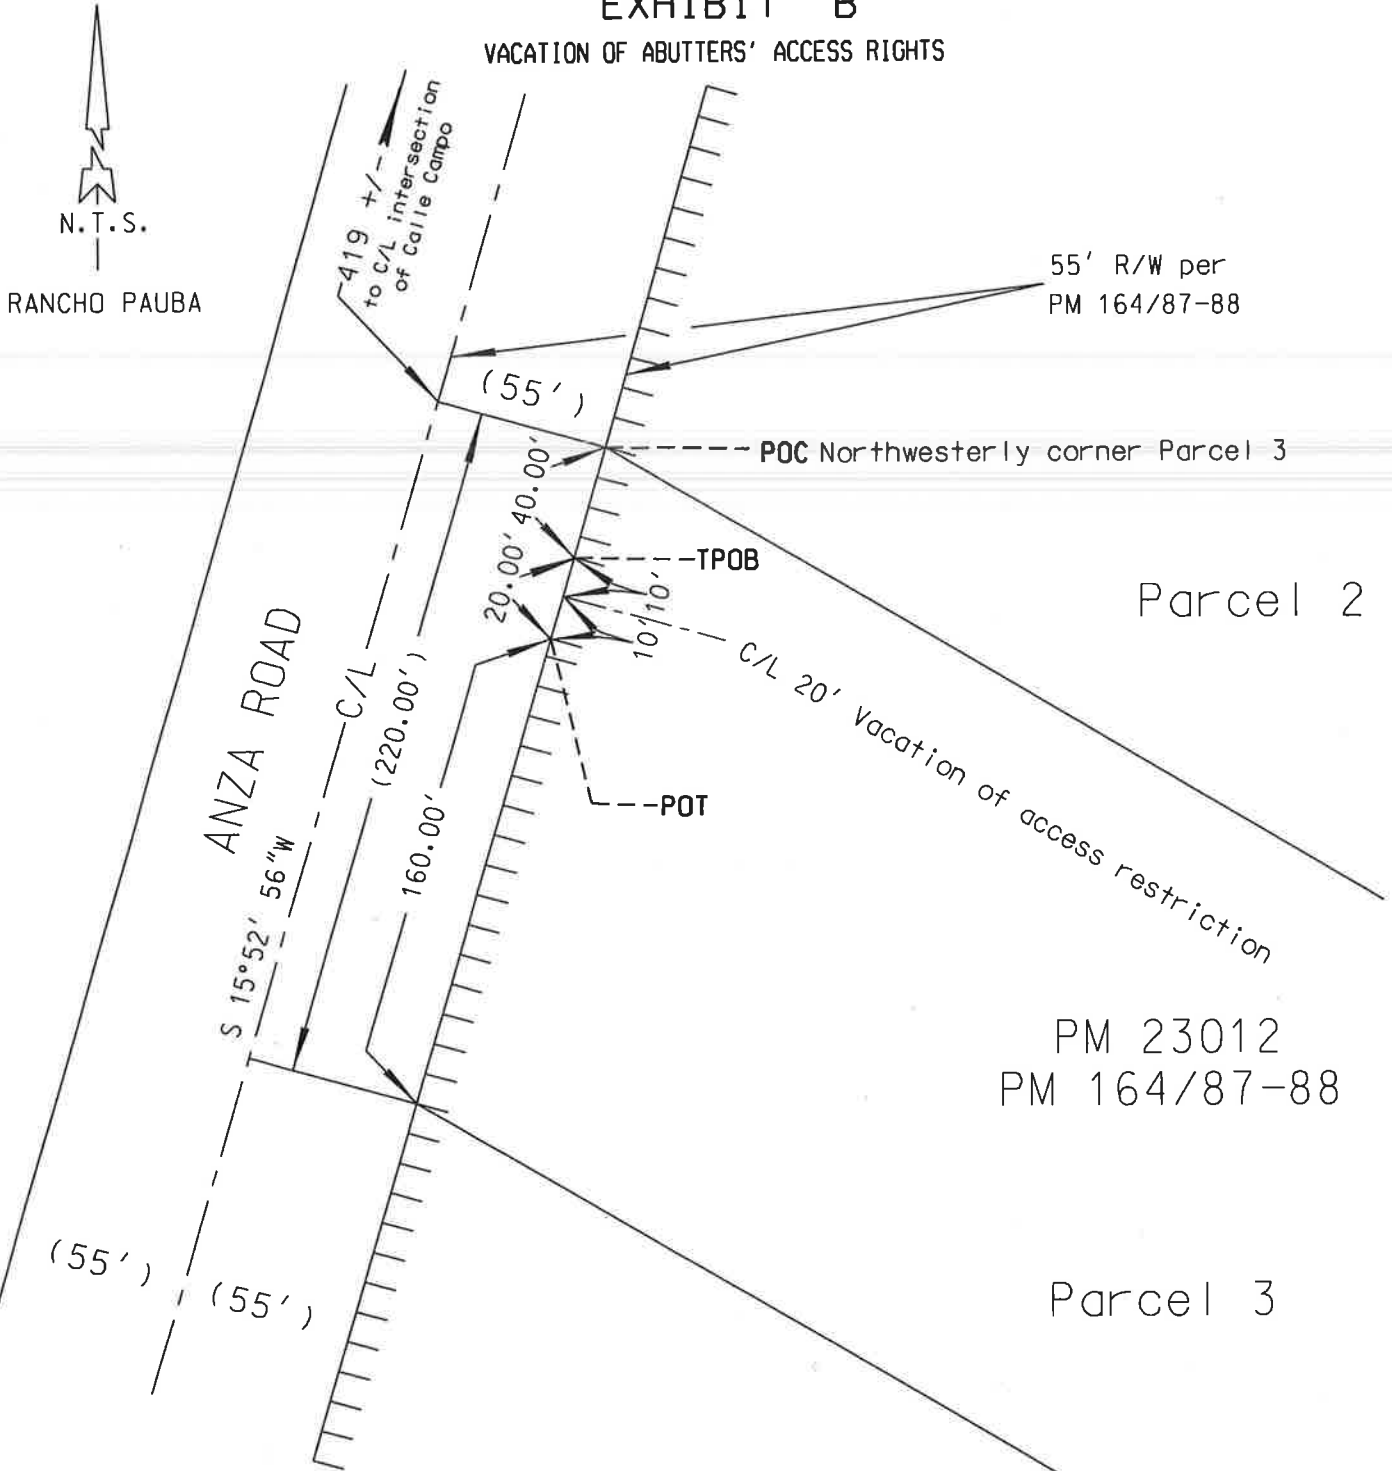 EXHIBIT "B"
VACATION OF ABUTTERS' ACCESS RIGHTS
N.T.S.
RANCHO PAUBA
419 +/-
to C/L intersection
of Calle Campo
55' R/W per
PM 164/87-88
(55')
POC Northwesterly corner Parcel 3
40.00'
20.00'
TPOB
10'
10'
Parcel 2
C/L 20' Vacation of access restriction
ANZA ROAD
C/L
(220.00')
160.00'
POT
S 15°52' 56"W
PM 23012
PM 164/87-88
(55')
(55')
Parcel 3